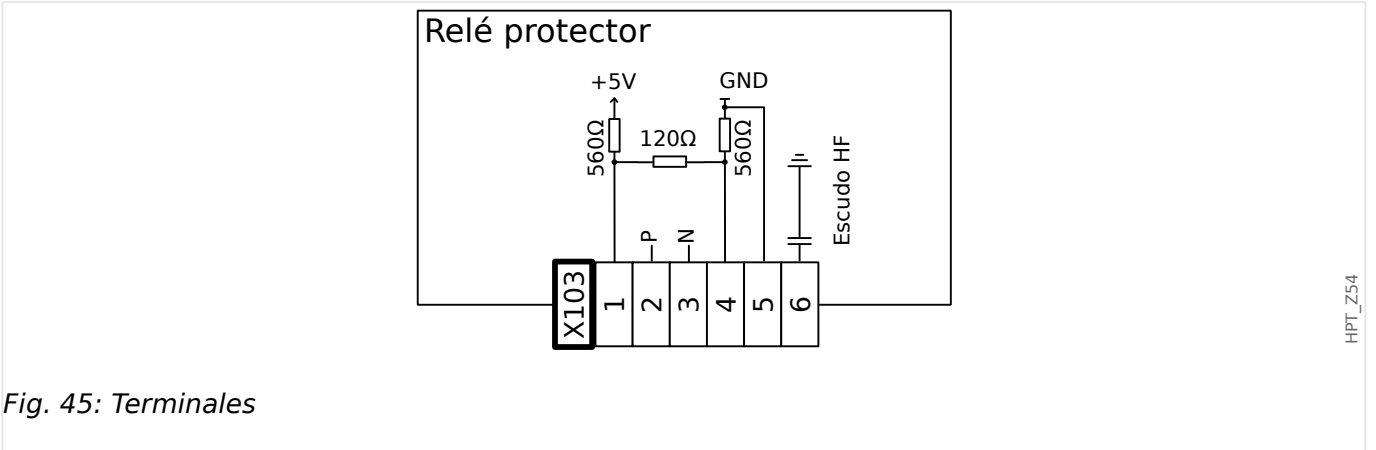 Relé protector
+5V
GND
560Ω
120Ω
560Ω
Escudo HF
P
N
X103
1
2
3
4
5
6
HPT_Z54
Fig. 45: Terminales